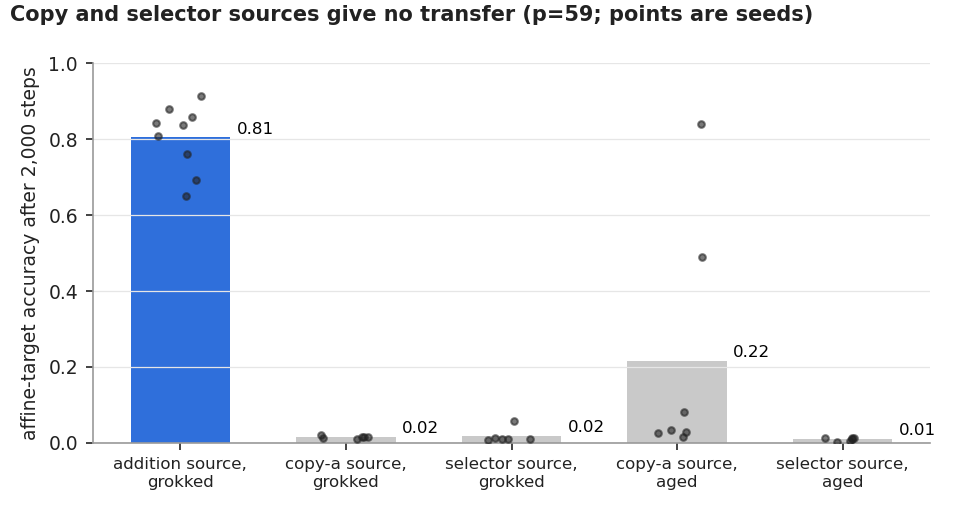 Copy and selector sources give no transfer (p=59; points are seeds)
affine-target accuracy after 2,000 steps
1.0
0.8
0.6
0.4
0.2
0.0
0.81
0.02
0.02
0.22
0.01
addition source,
grokked
copy-a source,
grokked
selector source,
grokked
copy-a source,
aged
selector source,
aged